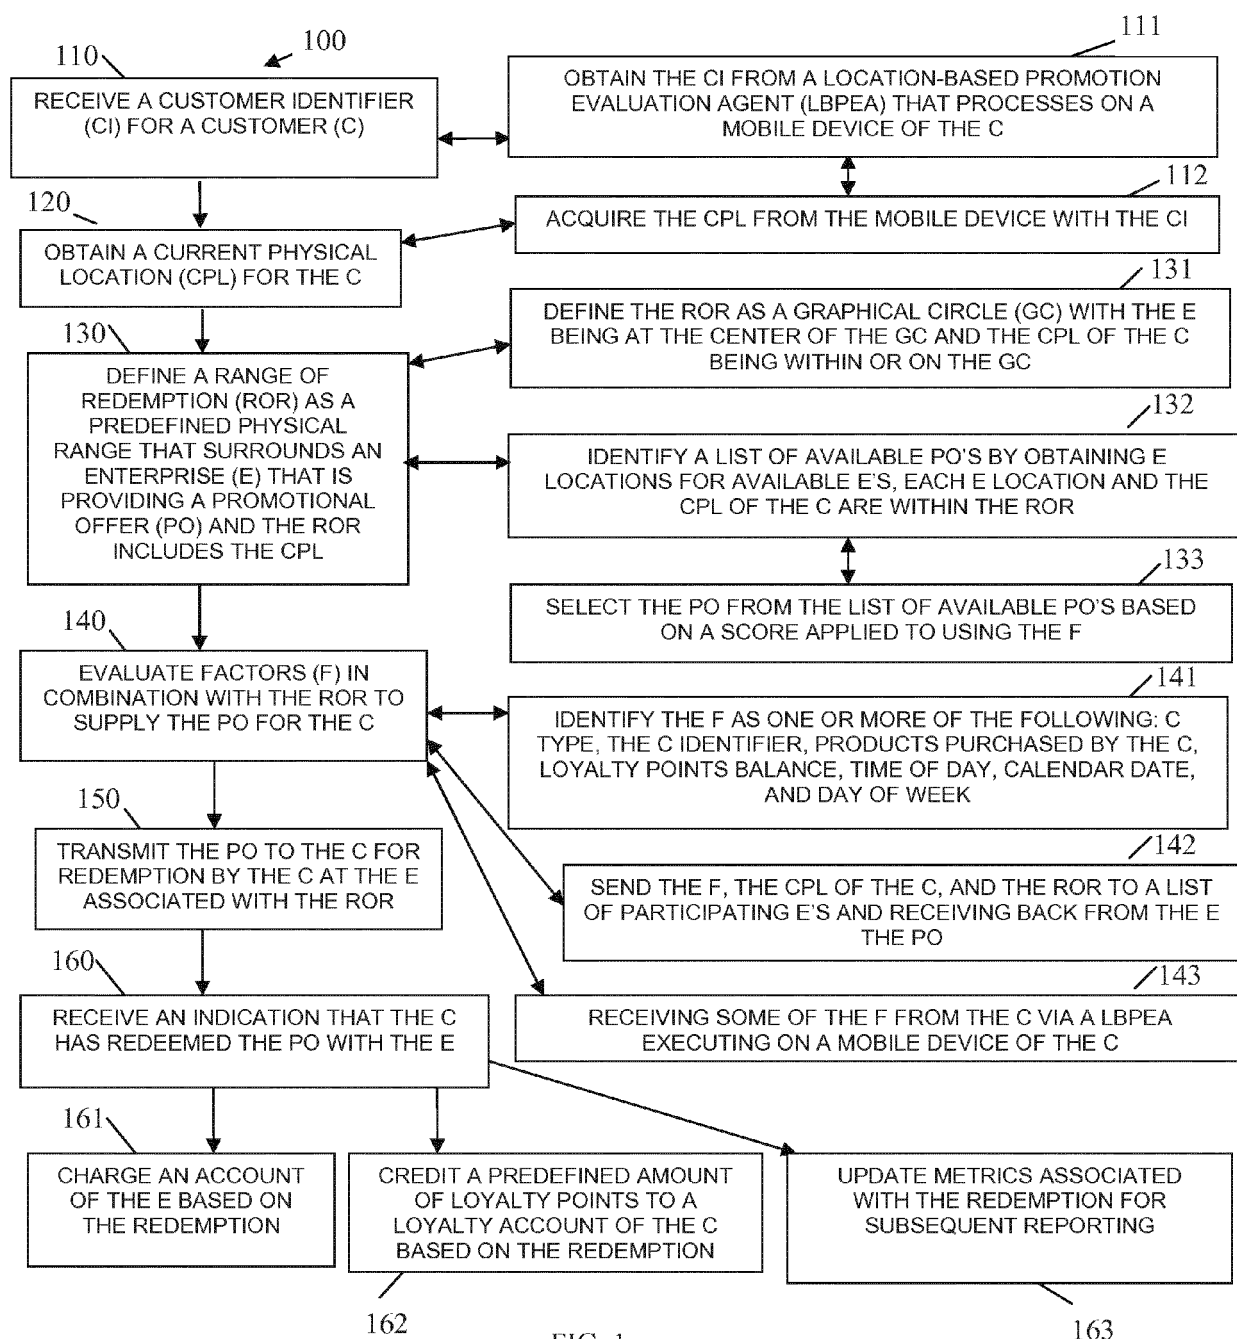 100
110
RECEIVE A CUSTOMER IDENTIFIER
(CI) FOR A CUSTOMER (C)
111
OBTAIN THE CI FROM A LOCATION-BASED PROMOTION
EVALUATION AGENT (LBPEA) THAT PROCESSES ON A
MOBILE DEVICE OF THE C
112
ACQUIRE THE CPL FROM THE MOBILE DEVICE WITH THE CI
120
OBTAIN A CURRENT PHYSICAL
LOCATION (CPL) FOR THE C
131
DEFINE THE ROR AS A GRAPHICAL CIRCLE (GC) WITH THE E
BEING AT THE CENTER OF THE GC AND THE CPL OF THE C
BEING WITHIN OR ON THE GC
130
DEFINE A RANGE OF
REDEMPTION (ROR) AS A
PREDEFINED PHYSICAL
RANGE THAT SURROUNDS AN
ENTERPRISE (E) THAT IS
PROVIDING A PROMOTIONAL
OFFER (PO) AND THE ROR
INCLUDES THE CPL
132
IDENTIFY A LIST OF AVAILABLE PO'S BY OBTAINING E
LOCATIONS FOR AVAILABLE E'S, EACH E LOCATION AND THE
CPL OF THE C ARE WITHIN THE ROR
133
SELECT THE PO FROM THE LIST OF AVAILABLE PO'S BASED
ON A SCORE APPLIED TO USING THE F
140
EVALUATE FACTORS (F) IN
COMBINATION WITH THE ROR TO
SUPPLY THE PO FOR THE C
141
IDENTIFY THE F AS ONE OR MORE OF THE FOLLOWING: C
TYPE, THE C IDENTIFIER, PRODUCTS PURCHASED BY THE C,
LOYALTY POINTS BALANCE, TIME OF DAY, CALENDAR DATE,
AND DAY OF WEEK
150
TRANSMIT THE PO TO THE C FOR
REDEMPTION BY THE C AT THE E
ASSOCIATED WITH THE ROR
142
SEND THE F, THE CPL OF THE C, AND THE ROR TO A LIST
OF PARTICIPATING E'S AND RECEIVING BACK FROM THE E
THE PO
160
RECEIVE AN INDICATION THAT THE C
HAS REDEEMED THE PO WITH THE E
143
RECEIVING SOME OF THE F FROM THE C VIA A LBPEA
EXECUTING ON A MOBILE DEVICE OF THE C
161
CHARGE AN ACCOUNT
OF THE E BASED ON
THE REDEMPTION
CREDIT A PREDEFINED AMOUNT
OF LOYALTY POINTS TO A
LOYALTY ACCOUNT OF THE C
BASED ON THE REDEMPTION
162
UPDATE METRICS ASSOCIATED
WITH THE REDEMPTION FOR
SUBSEQUENT REPORTING
163
FIG. 1